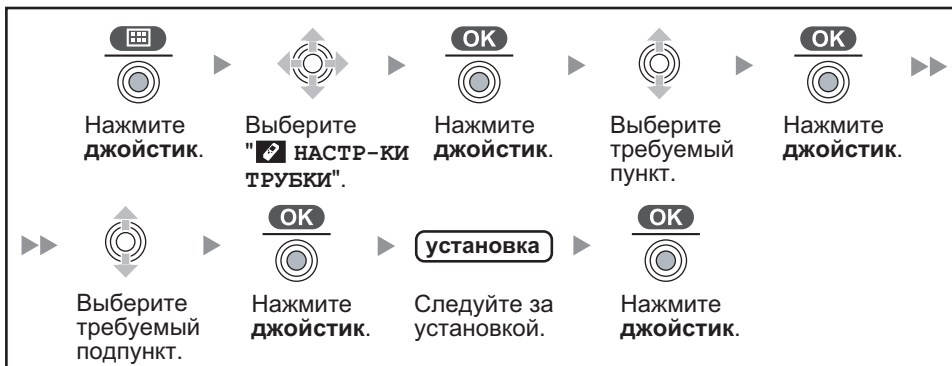 OK
OK
Нажмите джойстик.
Выберите "НАСТР-КИ ТРУБКИ".
Нажмите джойстик.
Выберите требуемый пункт.
Нажмите джойстик.
OK
установка
OK
Выберите требуемый подпункт.
Нажмите джойстик.
Следуйте за установкой.
Нажмите джойстик.